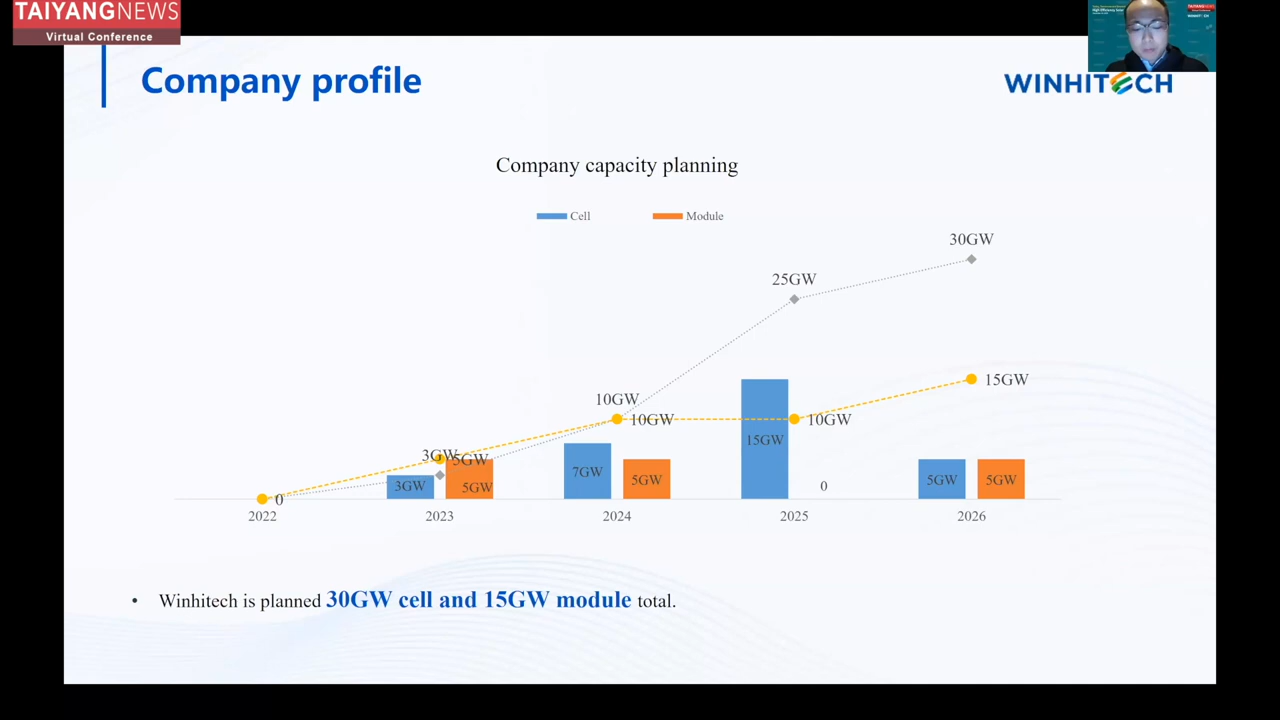 TAIYANGNEWS
Virtual Conference
Company profile
WINHITECH
Company capacity planning
Cell
Module
30GW
25GW
10GW
15GW
10GW
10GW
3GW
5GW
15GW
7GW
5GW
3GW
5GW
0
5GW
5GW
0
2022
2023
2024
2025
2026
• Winhitech is planned 30GW cell and 15GW module total.